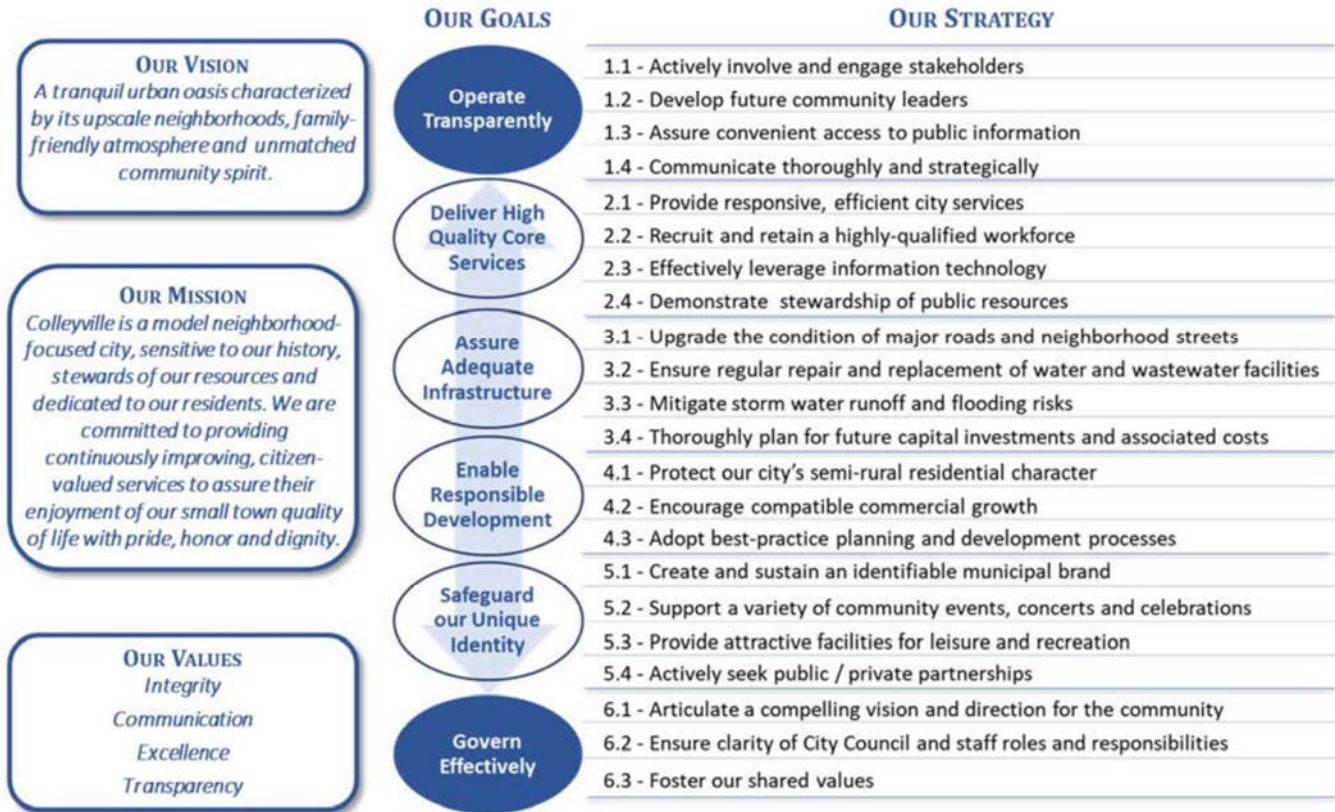 OUR VISION
A tranquil urban oasis characterized
by its upscale neighborhoods, family-
friendly atmosphere and unmatched
community spirit.
OUR MISSION
Colleyville is a model neighborhood-
focused city, sensitive to our history,
stewards of our resources and
dedicated to our residents. We are
committed to providing
continuously improving, citizen-
valued services to assure their
enjoyment of our small town quality
of life with pride, honor and dignity.
OUR VALUES
Integrity
Communication
Excellence
Transparency
OUR GOALS
Operate
Transparently
Deliver High
Quality Core
Services
Assure
Adequate
Infrastructure
Enable
Responsible
Development
Safeguard
our Unique
Identity
Govern
Effectively
OUR STRATEGY
1.1 - Actively involve and engage stakeholders
1.2 - Develop future community leaders
1.3 - Assure convenient access to public information
1.4 - Communicate thoroughly and strategically
2.1 - Provide responsive, efficient city services
2.2 - Recruit and retain a highly-qualified workforce
2.3 - Effectively leverage information technology
2.4 - Demonstrate stewardship of public resources
3.1 - Upgrade the condition of major roads and neighborhood streets
3.2 - Ensure regular repair and replacement of water and wastewater facilities
3.3 - Mitigate storm water runoff and flooding risks
3.4 - Thoroughly plan for future capital investments and associated costs
4.1 - Protect our city's semi-rural residential character
4.2 - Encourage compatible commercial growth
4.3 - Adopt best-practice planning and development processes
5.1 - Create and sustain an identifiable municipal brand
5.2 - Support a variety of community events, concerts and celebrations
5.3 - Provide attractive facilities for leisure and recreation
5.4 - Actively seek public / private partnerships
6.1 - Articulate a compelling vision and direction for the community
6.2 - Ensure clarity of City Council and staff roles and responsibilities
6.3 - Foster our shared values